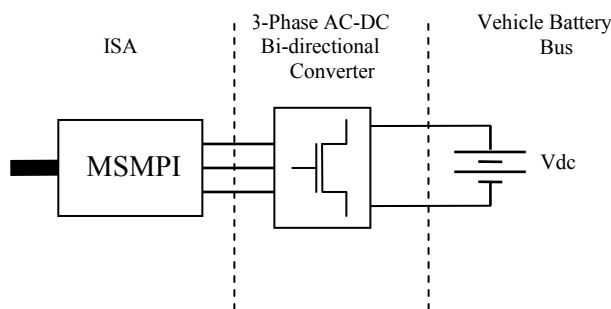 ISA
3-Phase AC-DC
Bi-directional
Converter
Vehicle Battery
Bus
MSMPI
Vdc